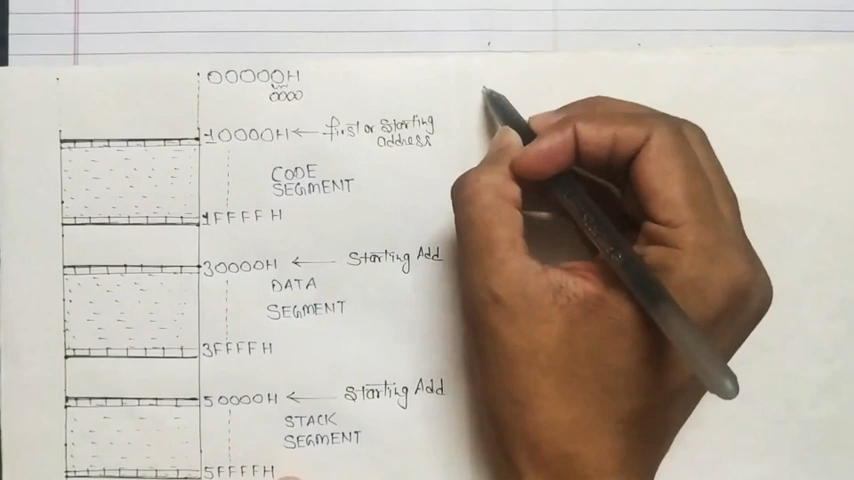 00000H
0000
10000H ← first or Starting
address
CODE
SEGMENT
1FFFFH
30000H ← Starting Add
DATA
SEGMENT
3FFFFH
50000H ← Starting Add
STACK
SEGMENT
5FFFFH